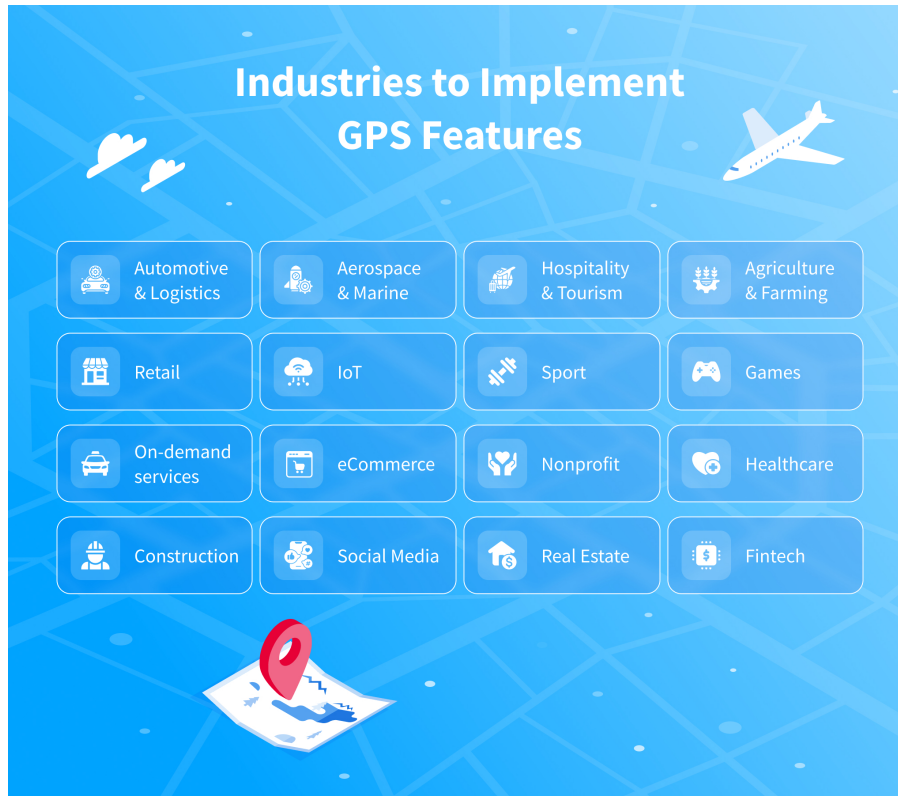 Industries to Implement
GPS Features
Automotive
& Logistics
Aerospace
& Marine
Hospitality
& Tourism
Agriculture
& Farming
Retail
IoT
Sport
Games
On-demand
services
eCommerce
Nonprofit
Healthcare
Construction
Social Media
Real Estate
Fintech